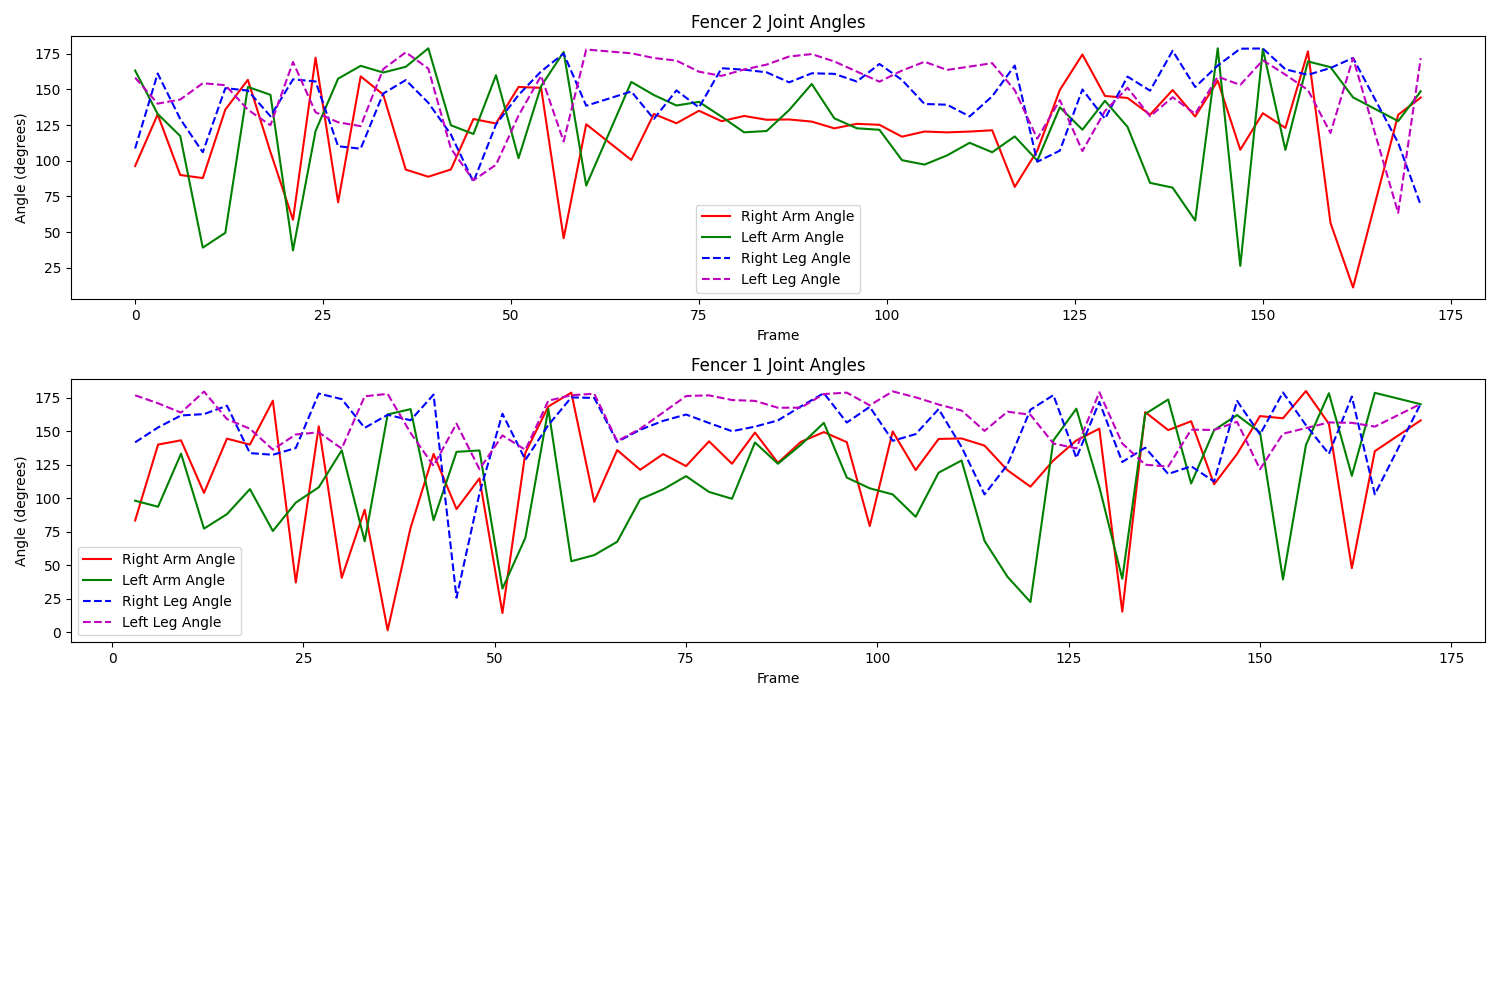 Fencer 2 Joint Angles
Angle (degrees)
175
150
125
100
75
50
25
Right Arm Angle
Left Arm Angle
Right Leg Angle
Left Leg Angle
0 25 50 75 100 125 150 175
Frame
Fencer 1 Joint Angles
Angle (degrees)
175
150
125
100
75
50
25
0
Right Arm Angle
Left Arm Angle
Right Leg Angle
Left Leg Angle
0 25 50 75 100 125 150 175
Frame